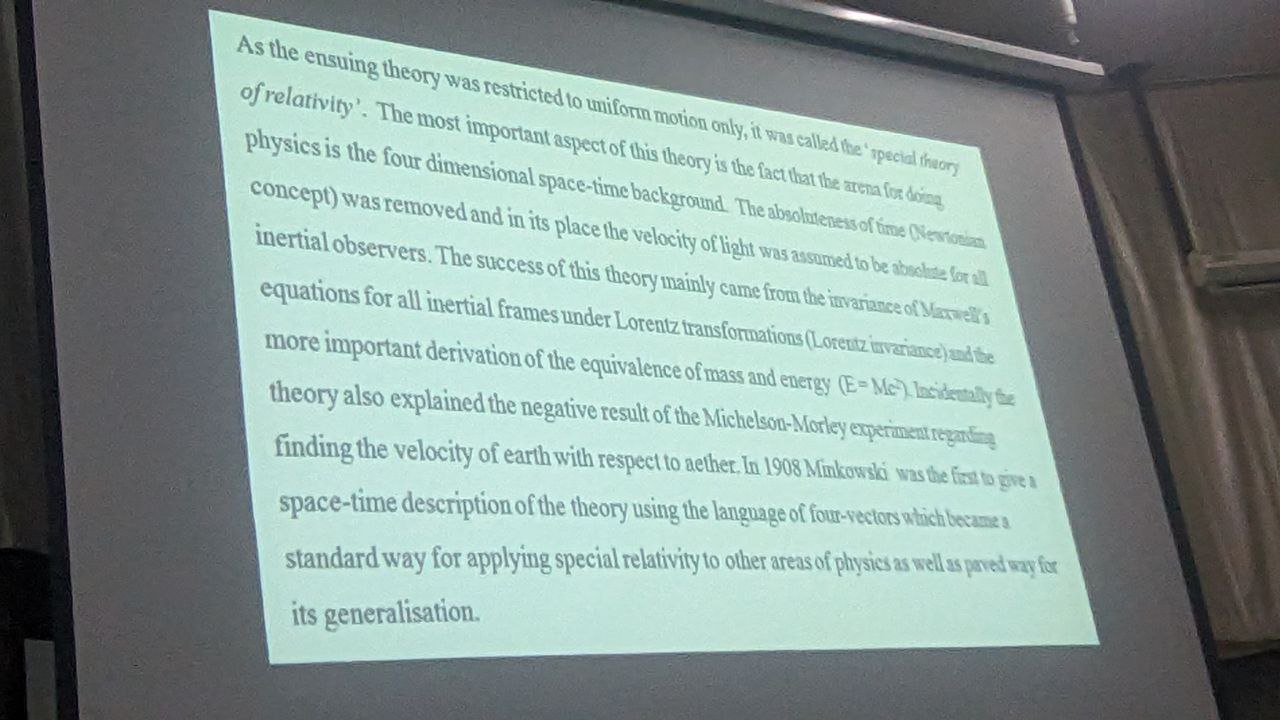 As the ensuing theory was restricted to uniform motion only, it was called the 'special theory
of relativity'. The most important aspect of this theory is the fact that the arena for doing
physics is the four dimensional space-time background. The absoluteness of time (Newtonian
concept) was removed and in its place the velocity of light was assumed to be absolute for all
inertial observers. The success of this theory mainly came from the invariance of Maxwell's
equations for all inertial frames under Lorentz transformations (Lorentz invariance) and the
more important derivation of the equivalence of mass and energy (E = Mc²). Incidentally the
theory also explained the negative result of the Michelson-Morley experiment regarding
finding the velocity of earth with respect to aether. In 1908 Minkowski was the first to give a
space-time description of the theory using the language of four-vectors which became a
standard way for applying special relativity to other areas of physics as well as paved way for
its generalisation.